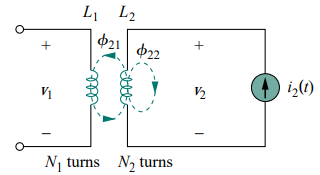 L₁ L₂
ϕ₂₁ ϕ₂₂
+ +
v₁ v₂ i₂(t)
− −
N₁ turns N₂ turns